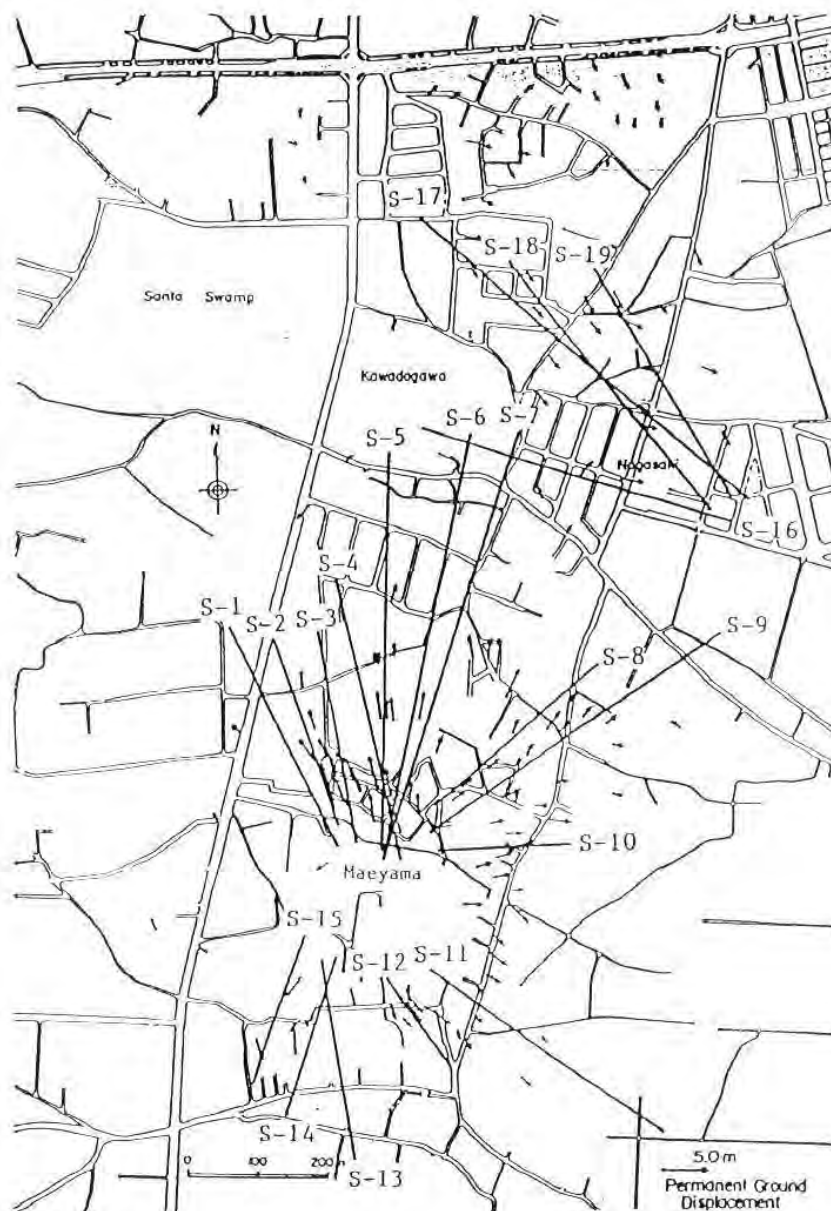 S-17
S-18
S-19
Santa Swamp
Kawadogawa
S-6
S-7
S-5
N
Nagasaki
S-16
S-4
S-1
S-2
S-3
S-9
S-8
S-10
Maeyama
S-15
S-12
S-11
S-14
S-13
0 100 200 m
5.0 m
Permanent Ground
Displacement